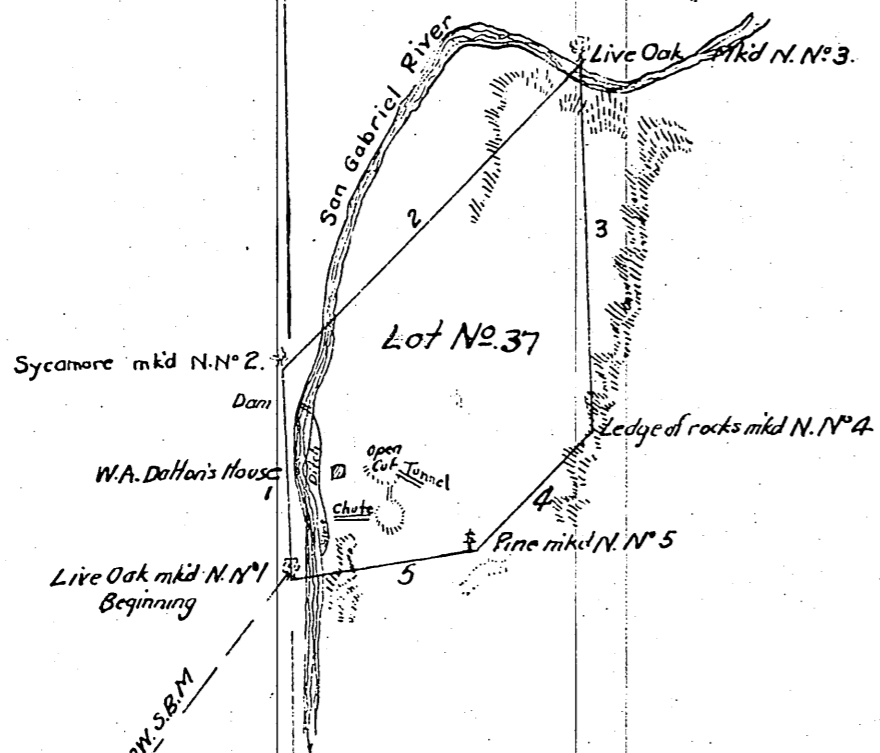 San Gabriel River
Live Oak Mk'd N. Nº 3.
2
3
Lot Nº. 37
Sycamore mk'd N. Nº 2.
Dam
Ledge of rocks mk'd N. Nº 4
Open
Cut
Tunnel
Ditch
W.A. Dalton's House
1
Chute
4
Pine mkd N. Nº 5
Live Oak mk'd N. Nº 1
Beginning
5
W. S.B.M